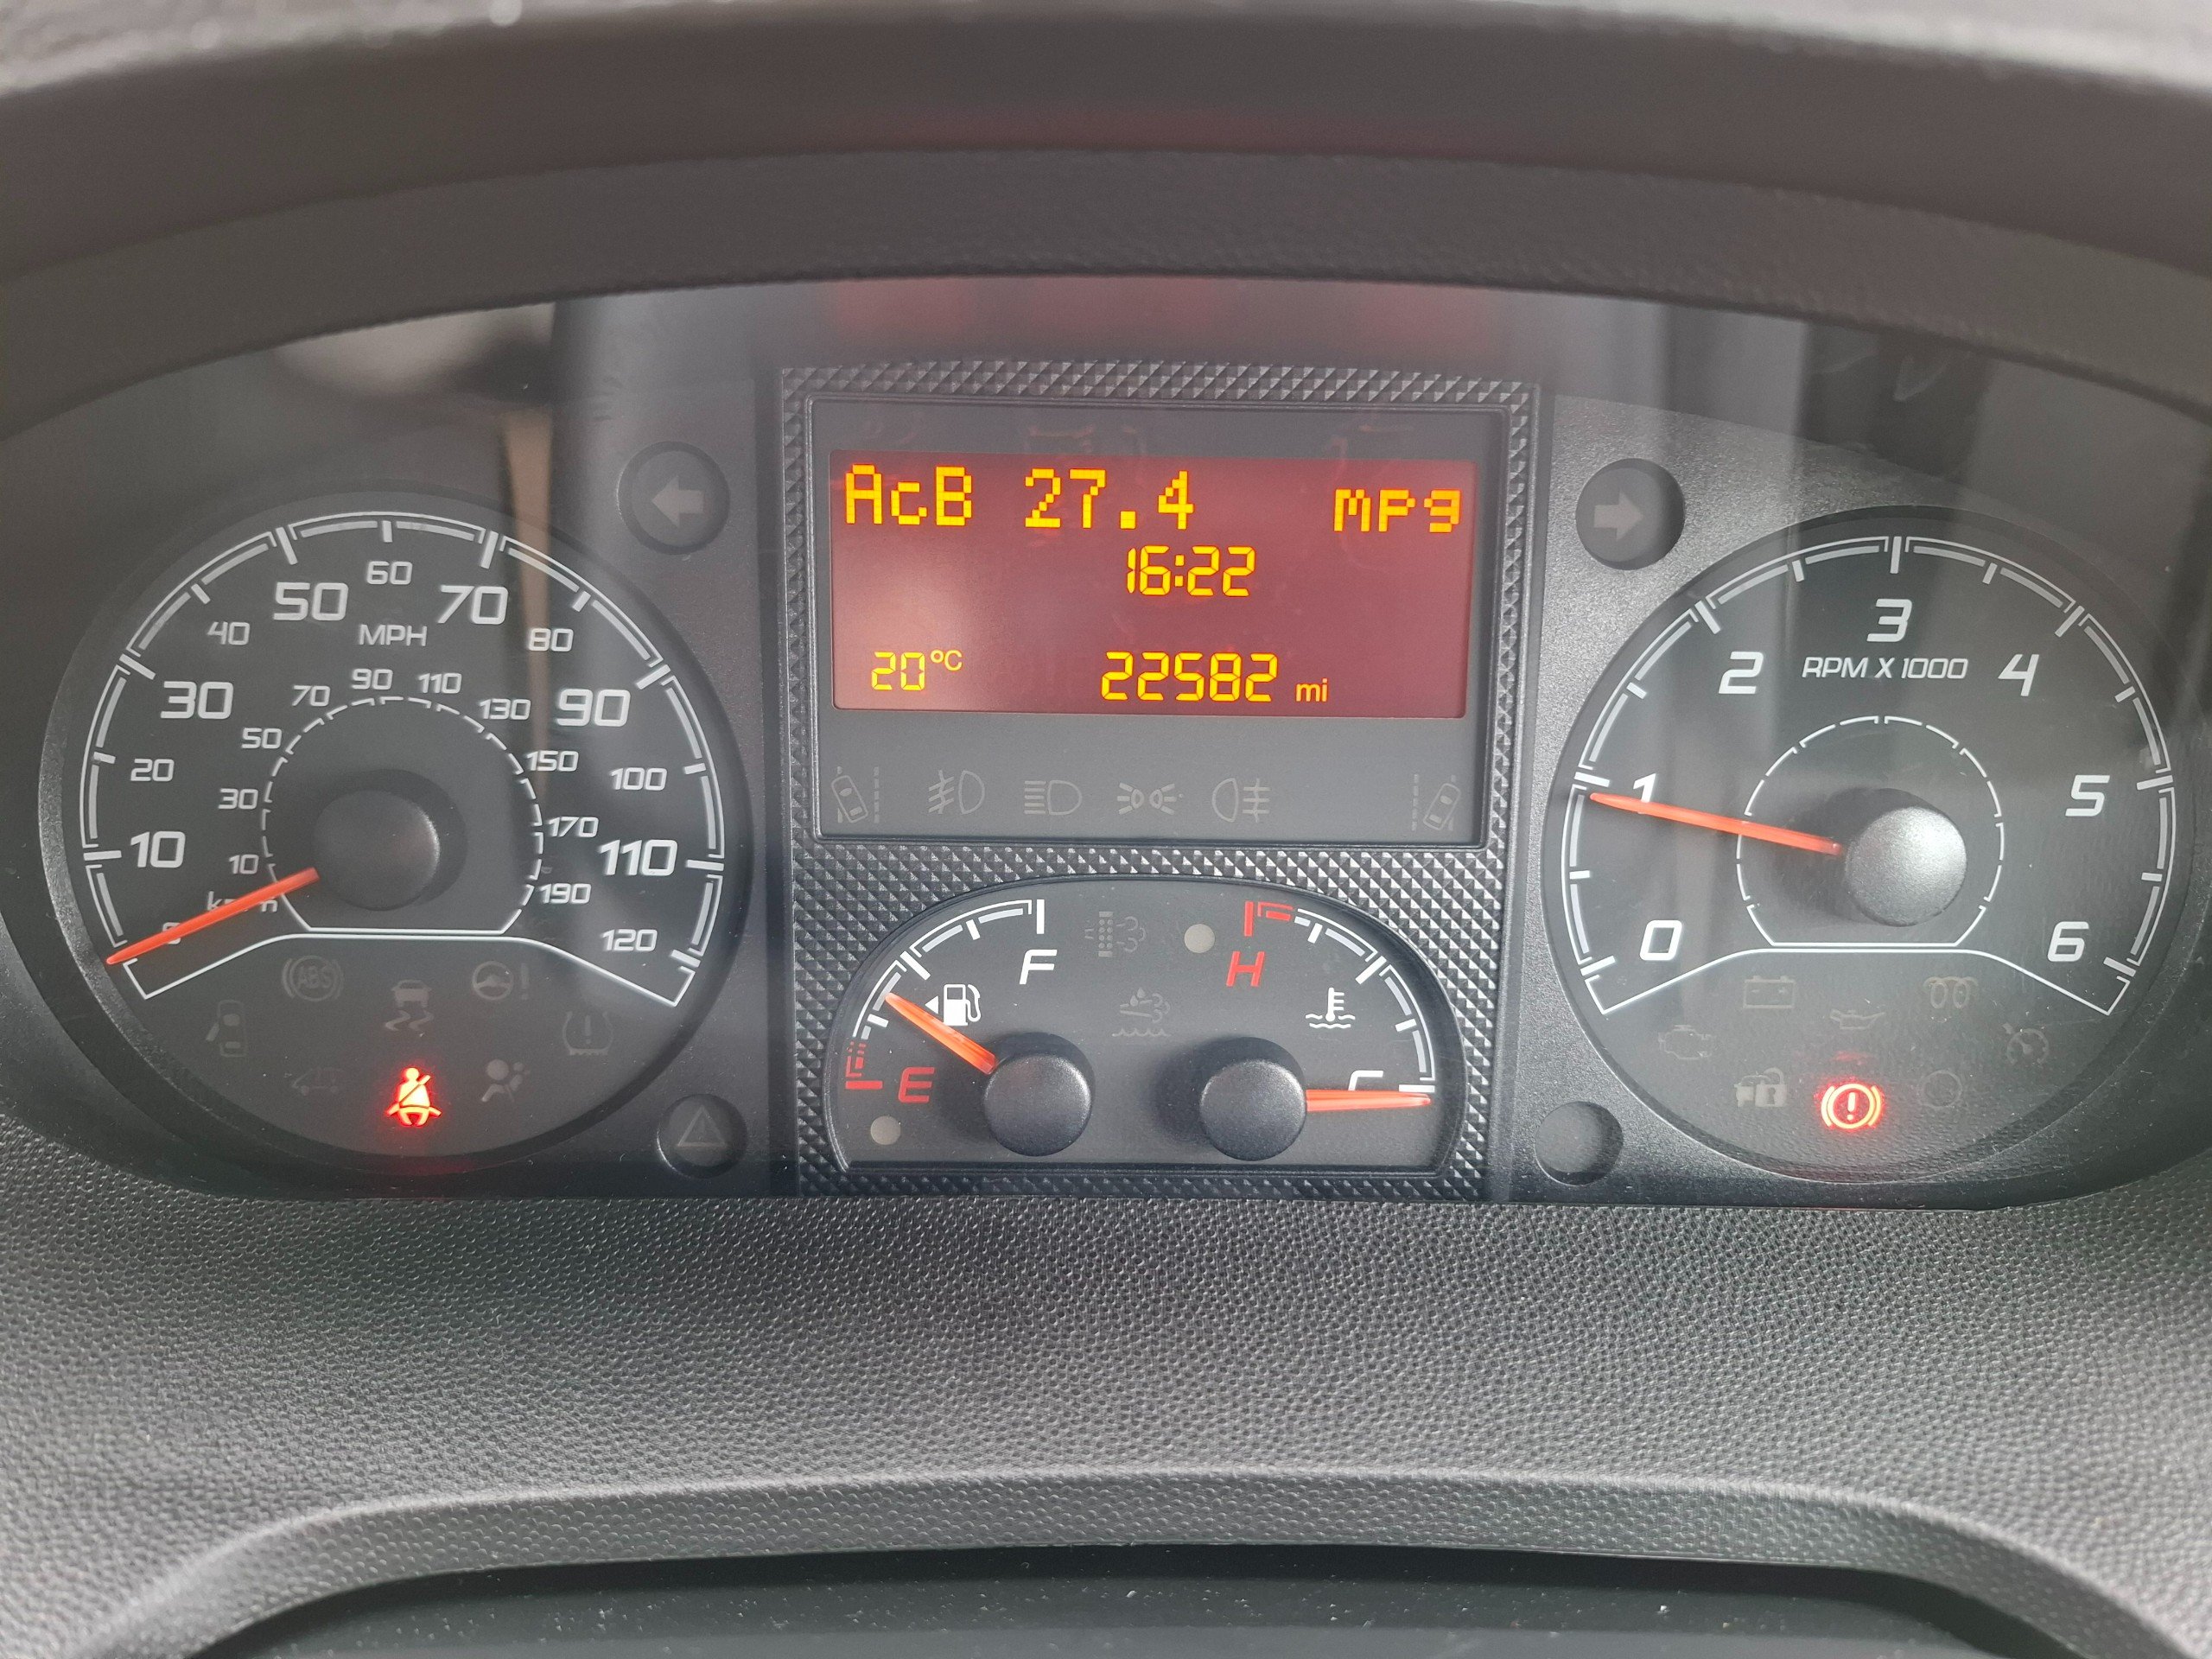 AcB 27.4 mpg
16:22
20°C 22582 mi
10 20 30 40 50 60 70 80 90 100 110 120
MPH
10 30 50 70 90 110 130 150 170 190
ABS
E F
H C
0 1 2 3 4 5 6
RPM X 1000